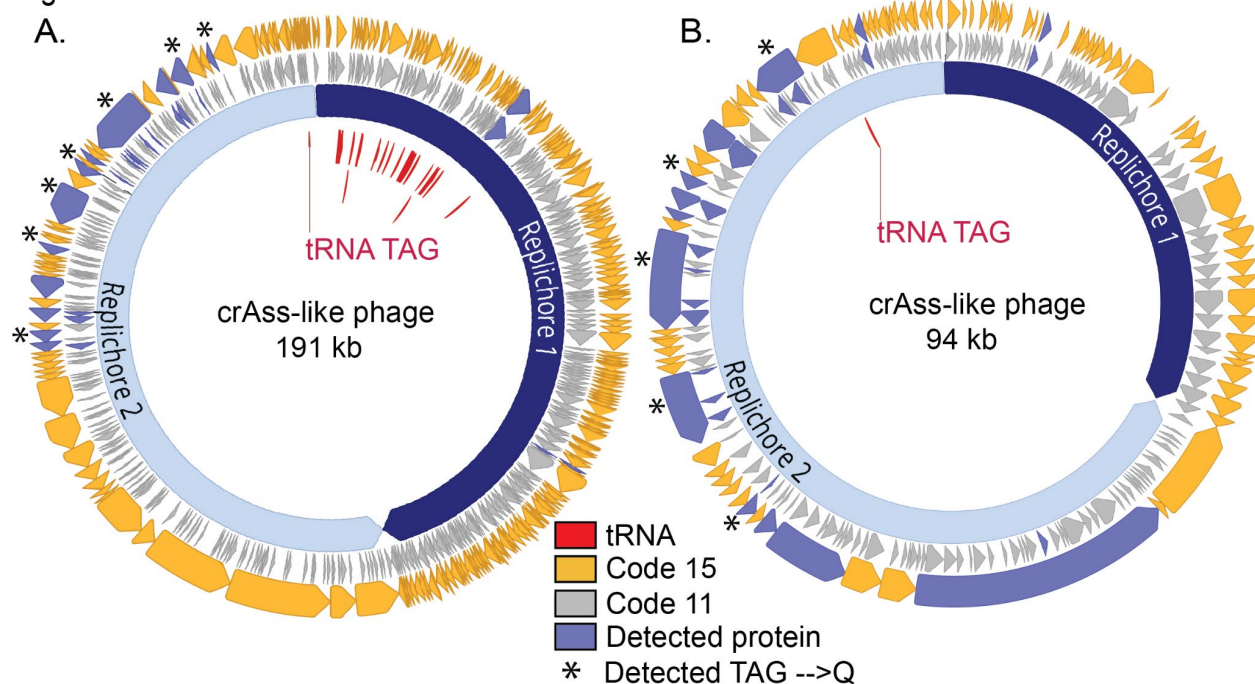 A.
*
*
*
*
*
*
*
tRNA TAG
crAss-like phage
191 kb
Replichore 1
Replichore 2
B.
*
*
*
*
*
tRNA TAG
crAss-like phage
94 kb
Replichore 1
Replichore 2
tRNA
Code 15
Code 11
Detected protein
* Detected TAG -->Q